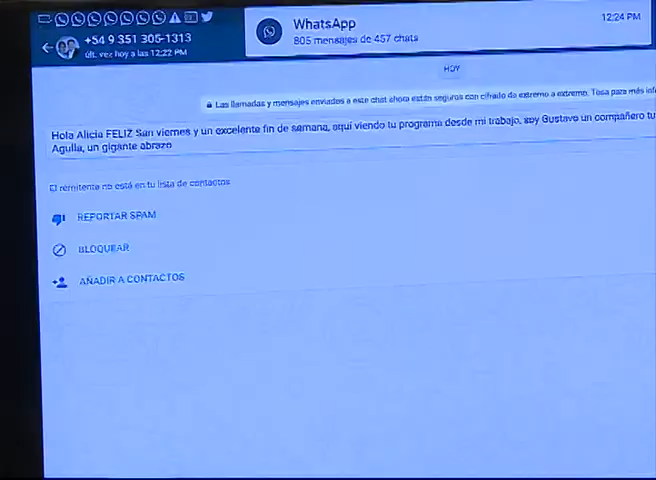 WhatsApp
12:24 PM
805 mensajes de 457 chats
+54 9 351 305-1313
últ. vez hoy a las 12:22 PM
HOY
Las llamadas y mensajes enviados a este chat ahora están seguros con cifrado de extremo a extremo. Toca para más info
Hola Alicia FELIZ San viernes y un excelente fin de semana, aqui viendo tu programa desde mi trabajo, soy Gustavo un compañero tu
Agulla, un gigante abrazo
El remitente no está en tu lista de contactos
REPORTAR SPAM
BLOQUEAR
AÑADIR A CONTACTOS